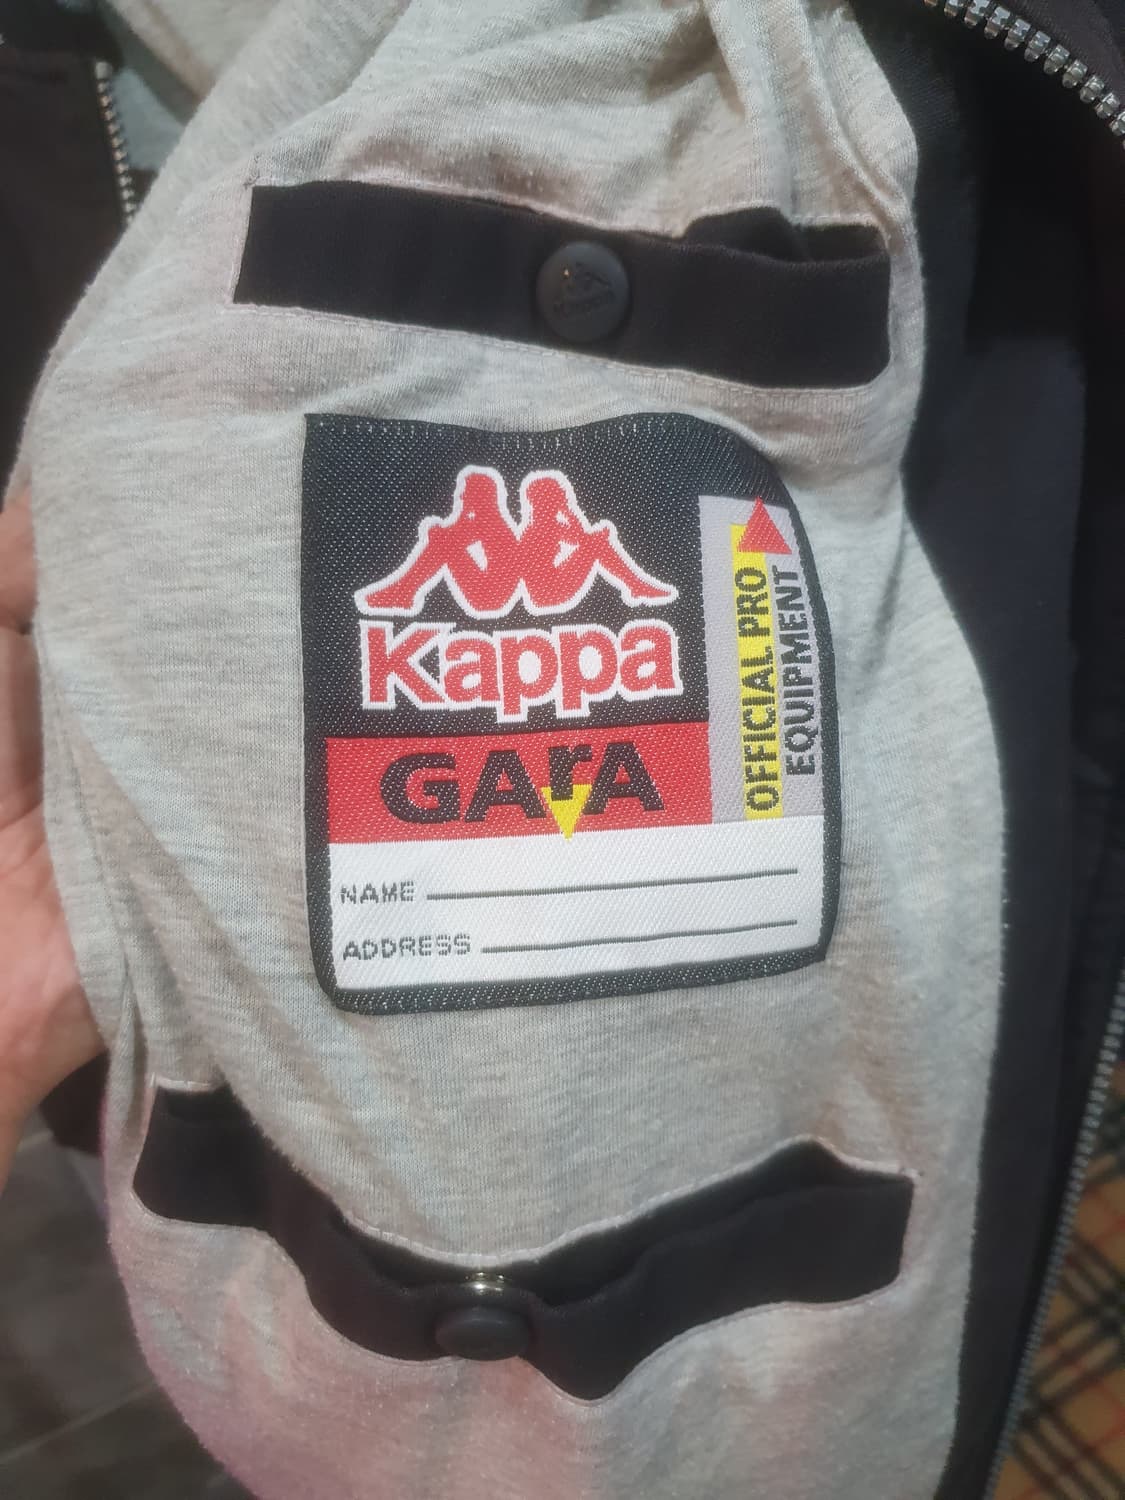 Kappa
GArA
OFFICIAL PRO
EQUIPMENT
NAME
ADDRESS